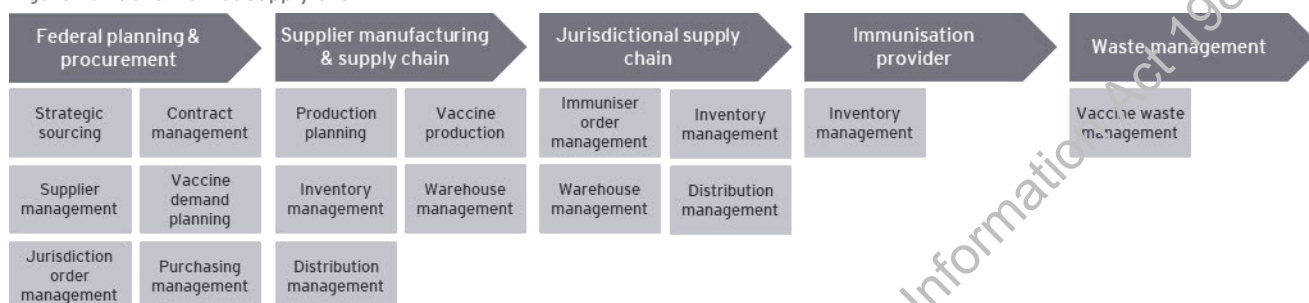 Federal planning &
procurement
Supplier manufacturing
& supply chain
Jurisdictional supply
chain
Immunisation
provider
Waste management
Strategic
sourcing
Contract
management
Production
planning
Vaccine
production
Immuniser
order
management
Inventory
management
Inventory
management
Vaccine waste
management
Supplier
management
Vaccine
demand
planning
Inventory
management
Warehouse
management
Warehouse
management
Distribution
management
Jurisdiction
order
management
Purchasing
management
Distribution
management
Information Act 198